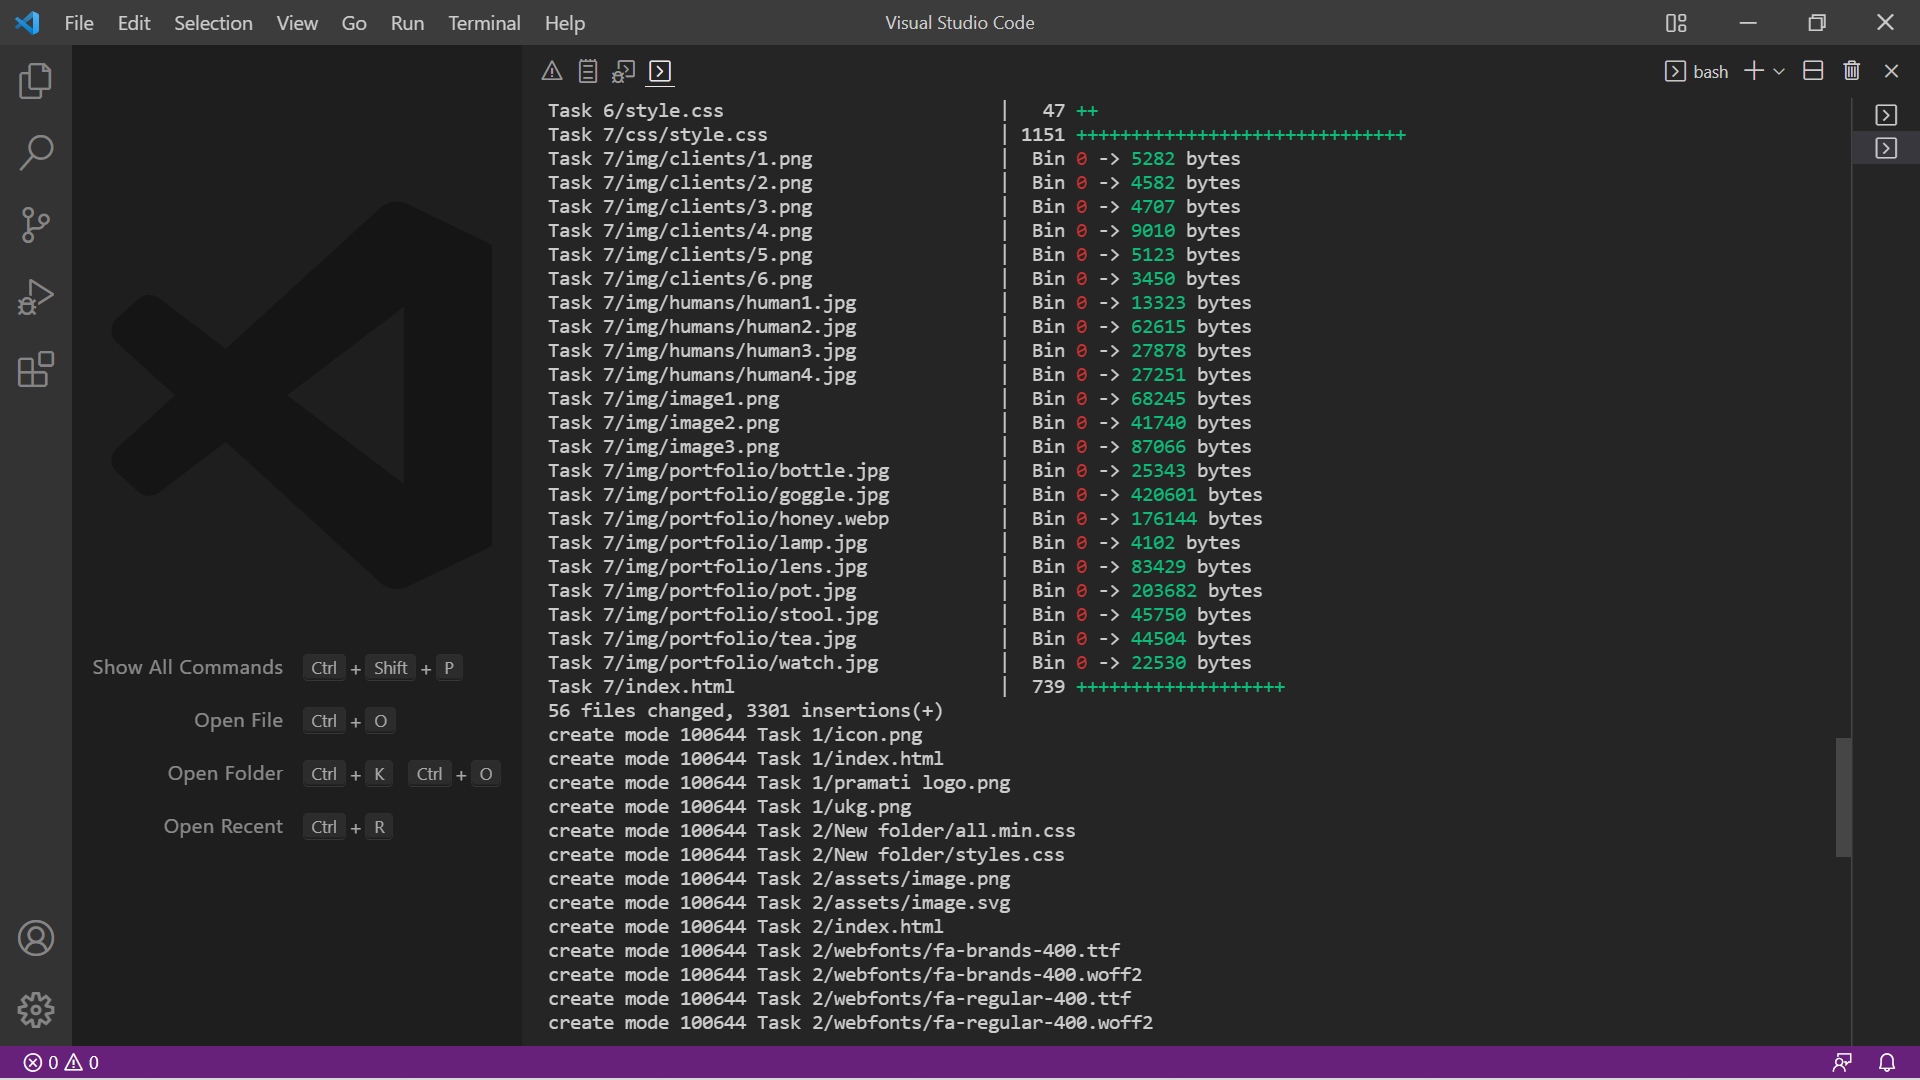 File Edit Selection View Go Run Terminal Help
Visual Studio Code
bash
Task 6/style.css | 47 ++
Task 7/css/style.css | 1151 ++++++++++++++++++++++++++++++
Task 7/img/clients/1.png | Bin 0 -> 5282 bytes
Task 7/img/clients/2.png | Bin 0 -> 4582 bytes
Task 7/img/clients/3.png | Bin 0 -> 4707 bytes
Task 7/img/clients/4.png | Bin 0 -> 9010 bytes
Task 7/img/clients/5.png | Bin 0 -> 5123 bytes
Task 7/img/clients/6.png | Bin 0 -> 3450 bytes
Task 7/img/humans/human1.jpg | Bin 0 -> 13323 bytes
Task 7/img/humans/human2.jpg | Bin 0 -> 62615 bytes
Task 7/img/humans/human3.jpg | Bin 0 -> 27878 bytes
Task 7/img/humans/human4.jpg | Bin 0 -> 27251 bytes
Task 7/img/image1.png | Bin 0 -> 68245 bytes
Task 7/img/image2.png | Bin 0 -> 41740 bytes
Task 7/img/image3.png | Bin 0 -> 87066 bytes
Task 7/img/portfolio/bottle.jpg | Bin 0 -> 25343 bytes
Task 7/img/portfolio/goggle.jpg | Bin 0 -> 420601 bytes
Task 7/img/portfolio/honey.webp | Bin 0 -> 176144 bytes
Task 7/img/portfolio/lamp.jpg | Bin 0 -> 4102 bytes
Task 7/img/portfolio/lens.jpg | Bin 0 -> 83429 bytes
Task 7/img/portfolio/pot.jpg | Bin 0 -> 203682 bytes
Task 7/img/portfolio/stool.jpg | Bin 0 -> 45750 bytes
Task 7/img/portfolio/tea.jpg | Bin 0 -> 44504 bytes
Task 7/img/portfolio/watch.jpg | Bin 0 -> 22530 bytes
Task 7/index.html | 739 +++++++++++++++++++
56 files changed, 3301 insertions(+)
create mode 100644 Task 1/icon.png
create mode 100644 Task 1/index.html
create mode 100644 Task 1/pramati logo.png
create mode 100644 Task 1/ukg.png
create mode 100644 Task 2/New folder/all.min.css
create mode 100644 Task 2/New folder/styles.css
create mode 100644 Task 2/assets/image.png
create mode 100644 Task 2/assets/image.svg
create mode 100644 Task 2/index.html
create mode 100644 Task 2/webfonts/fa-brands-400.ttf
create mode 100644 Task 2/webfonts/fa-brands-400.woff2
create mode 100644 Task 2/webfonts/fa-regular-400.ttf
create mode 100644 Task 2/webfonts/fa-regular-400.woff2
Show All Commands Ctrl + Shift + P
Open File Ctrl + O
Open Folder Ctrl + K Ctrl + O
Open Recent Ctrl + R
0 0